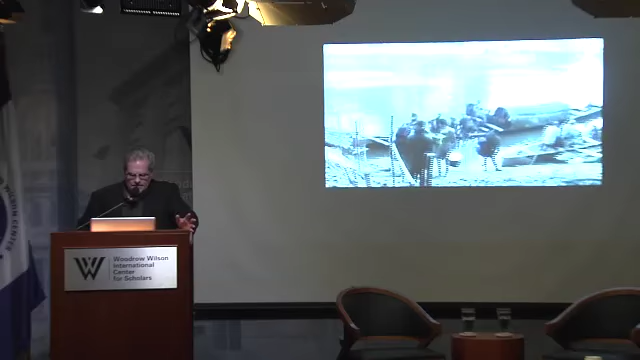 Woodrow Wilson
International
Center
for Scholars